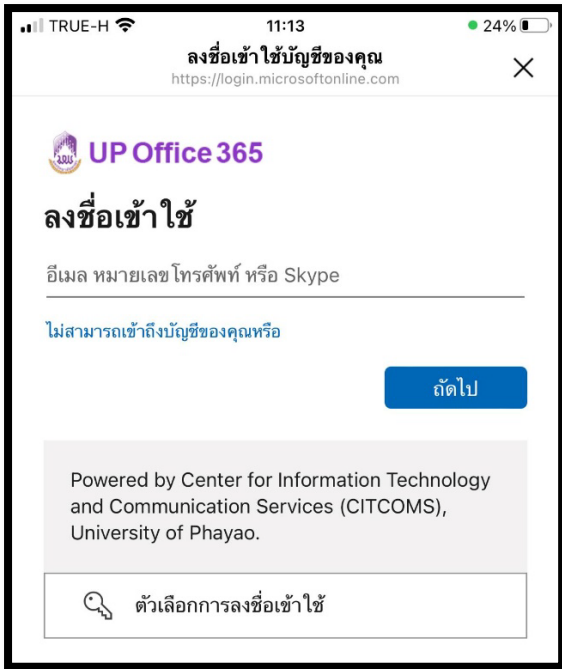 TRUE-H 11:13 24%
ลงชื่อเข้าใช้บัญชีของคุณ
https://login.microsoftonline.com
UP Office 365
ลงชื่อเข้าใช้
อีเมล หมายเลขโทรศัพท์ หรือ Skype
ไม่สามารถเข้าถึงบัญชีของคุณหรือ
ถัดไป
Powered by Center for Information Technology
and Communication Services (CITCOMS),
University of Phayao.
ตัวเลือกการลงชื่อเข้าใช้